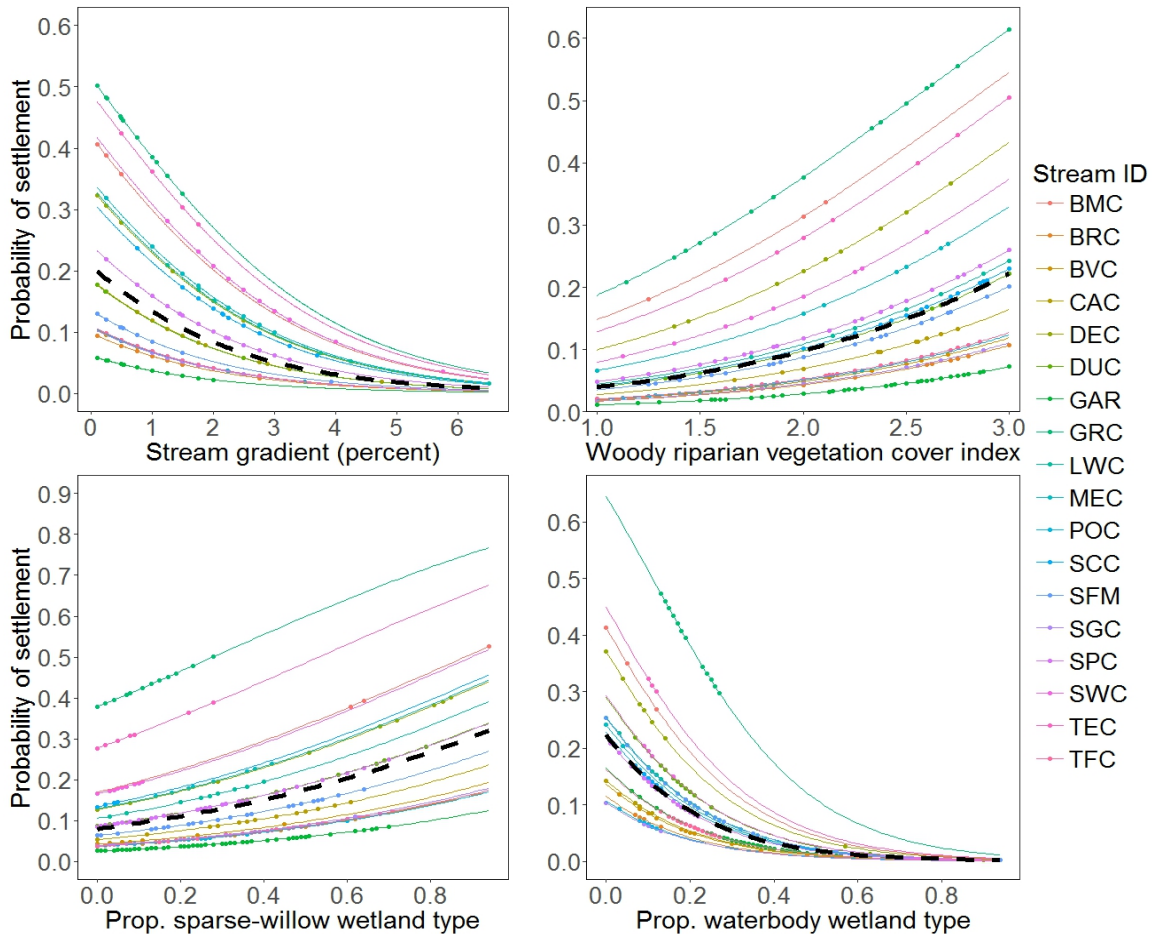 Probability of settlement
0.6
0.5
0.4
0.3
0.2
0.1
0.0
0 1 2 3 4 5 6
Stream gradient (percent)
0.6
0.5
0.4
0.3
0.2
0.1
0.0
1.0 1.5 2.0 2.5 3.0
Woody riparian vegetation cover index
Probability of settlement
0.9
0.8
0.7
0.6
0.5
0.4
0.3
0.2
0.1
0.0
0.0 0.2 0.4 0.6 0.8
Prop. sparse-willow wetland type
0.6
0.5
0.4
0.3
0.2
0.1
0.0
0.0 0.2 0.4 0.6 0.8
Prop. waterbody wetland type
Stream ID
BMC
BRC
BVC
CAC
DEC
DUC
GAR
GRC
LWC
MEC
POC
SCC
SFM
SGC
SPC
SWC
TEC
TFC